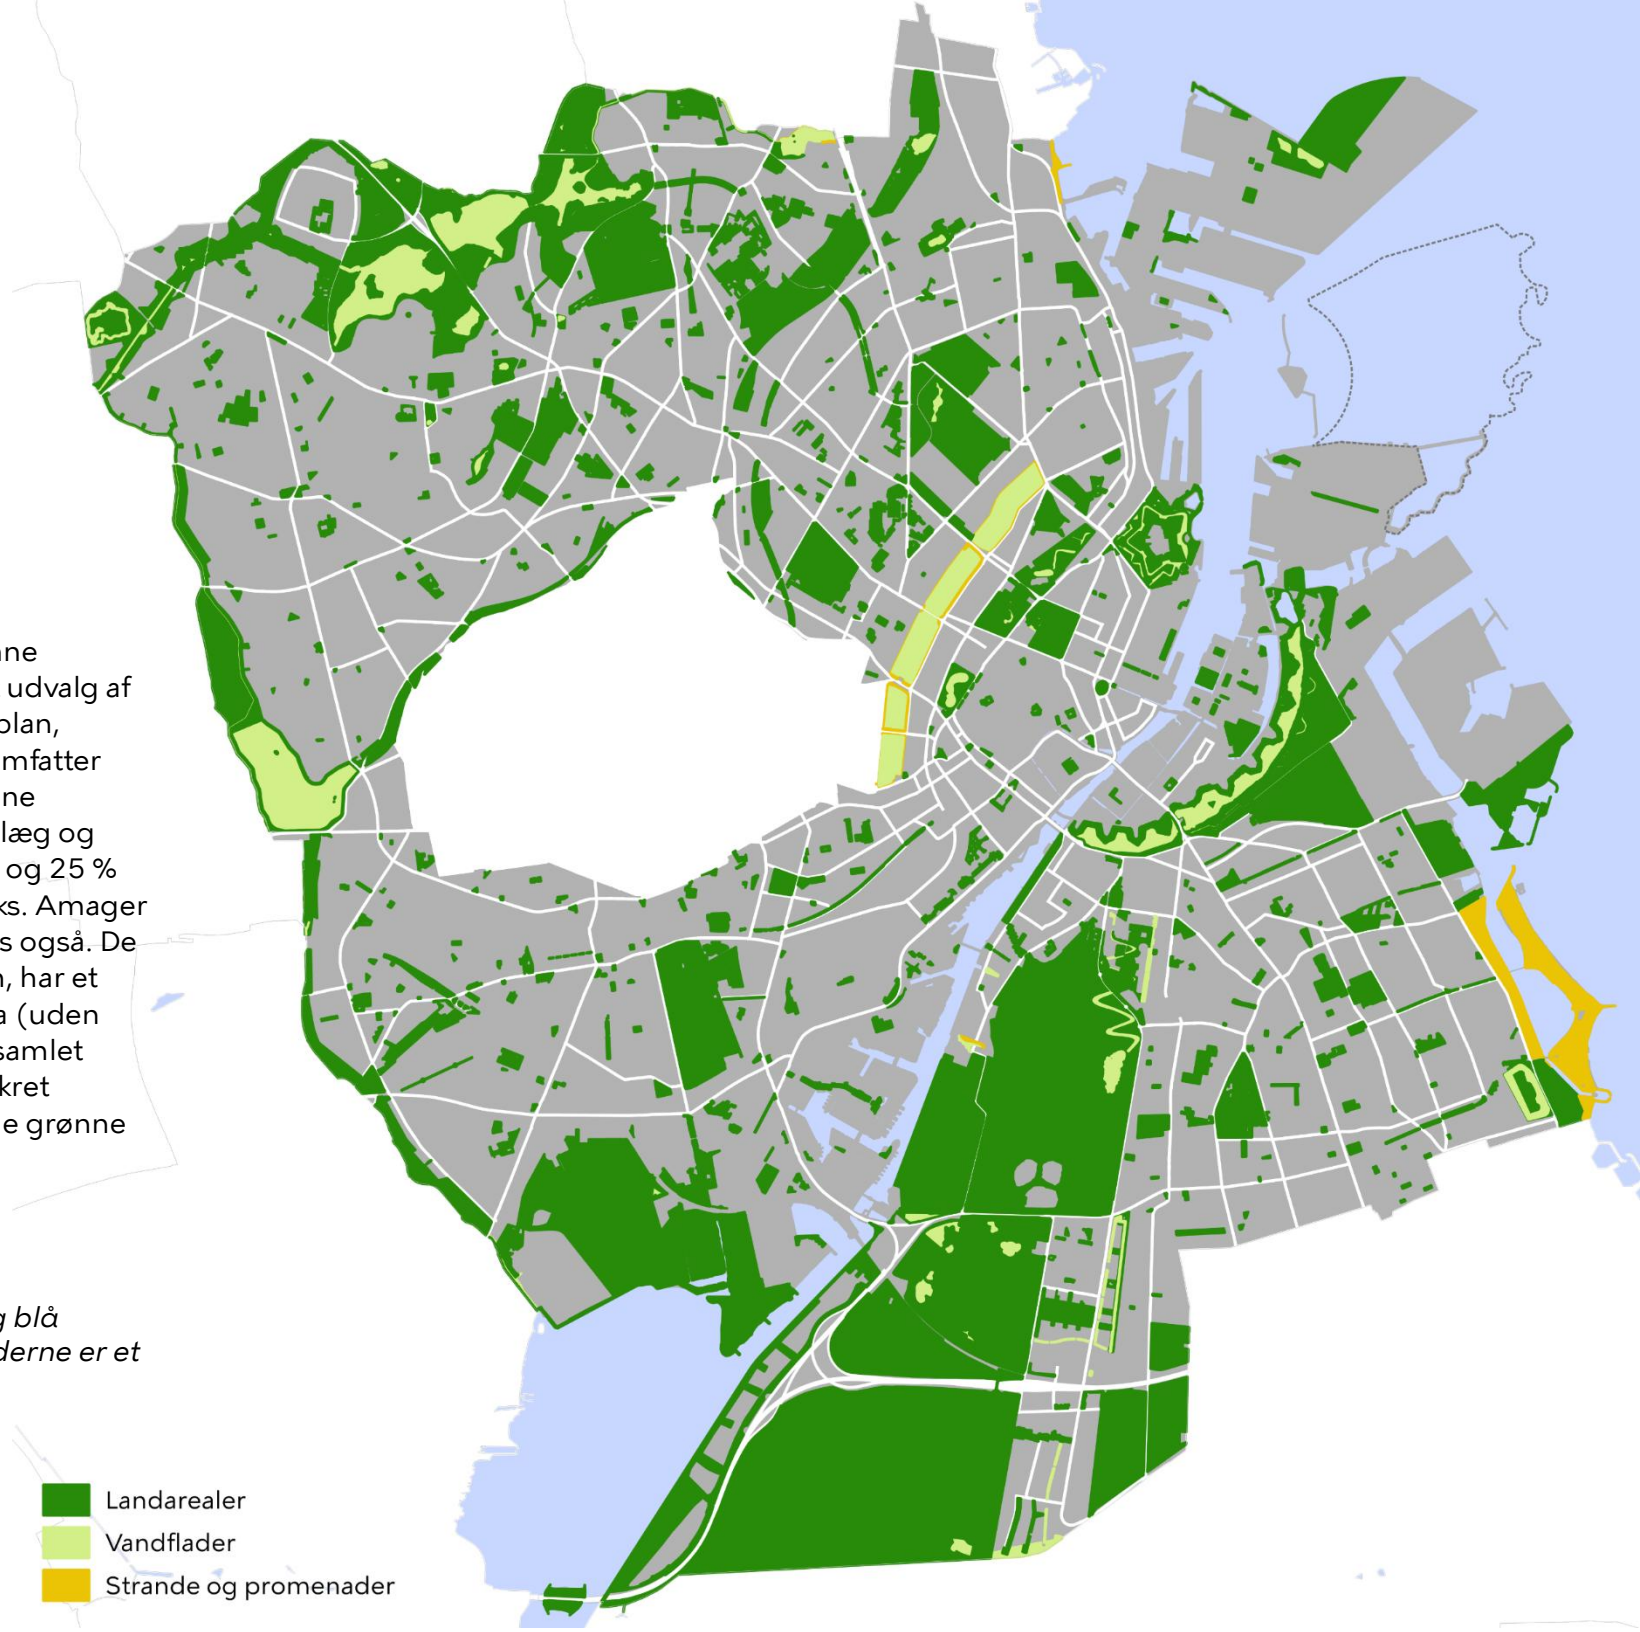 ne
udvalg af
plan,
mfatter
ne
læg og
og 25 %
ks. Amager
s også. De
n, har et
a (uden
samlet
kret
e grønne
g blå
derne er et
Landarealer
Vandflader
Strande og promenader